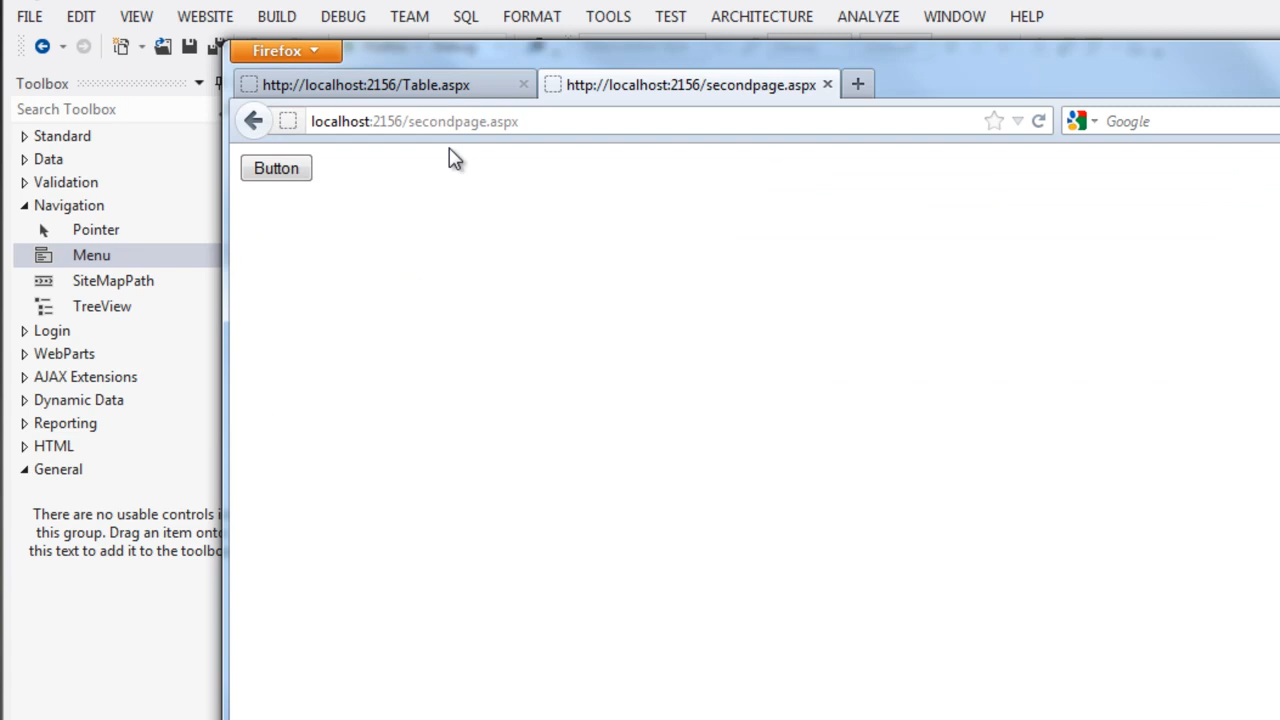 FILE EDIT VIEW WEBSITE BUILD DEBUG TEAM SQL FORMAT TOOLS TEST ARCHITECTURE ANALYZE WINDOW HELP
Firefox
Toolbox
http://localhost:2156/Table.aspx
http://localhost:2156/secondpage.aspx
Search Toolbox
localhost:2156/secondpage.aspx
Google
Standard
Data
Validation
Navigation
Pointer
Menu
SiteMapPath
TreeView
Login
WebParts
AJAX Extensions
Dynamic Data
Reporting
HTML
General
There are no usable controls
this group. Drag an item onto
this text to add it to the
Button